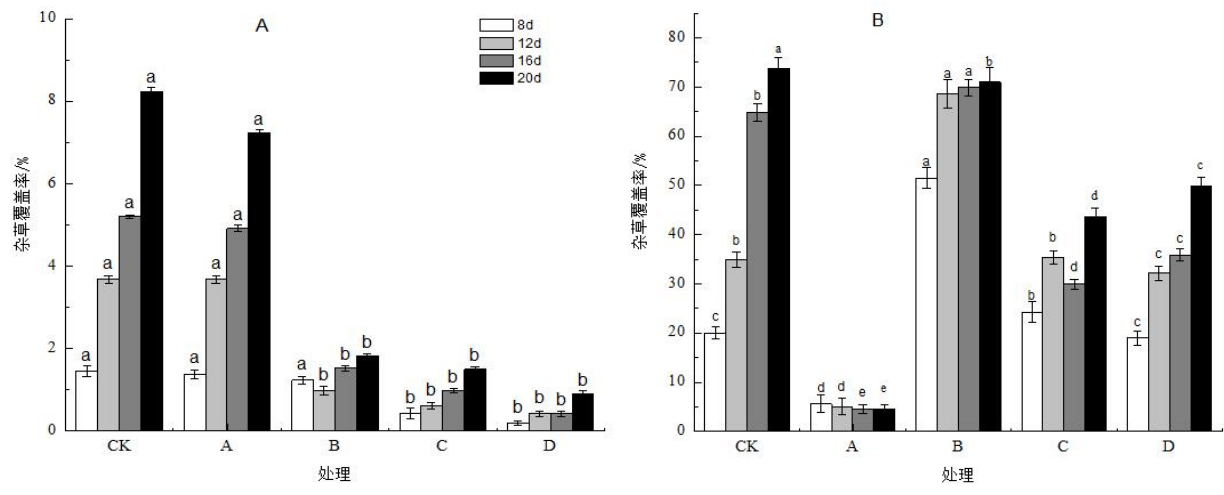 A
8d
12d
16d
20d
10
8
6
4
2
0
杂草覆盖率/%
a a a a
a a a a
a b b b
b b b b
b b b b
CK A B C D
处理
B
80
70
60
50
40
30
20
10
0
杂草覆盖率/%
c b b a
d d e e
a a a b
b b d d
c c c c
CK A B C D
处理